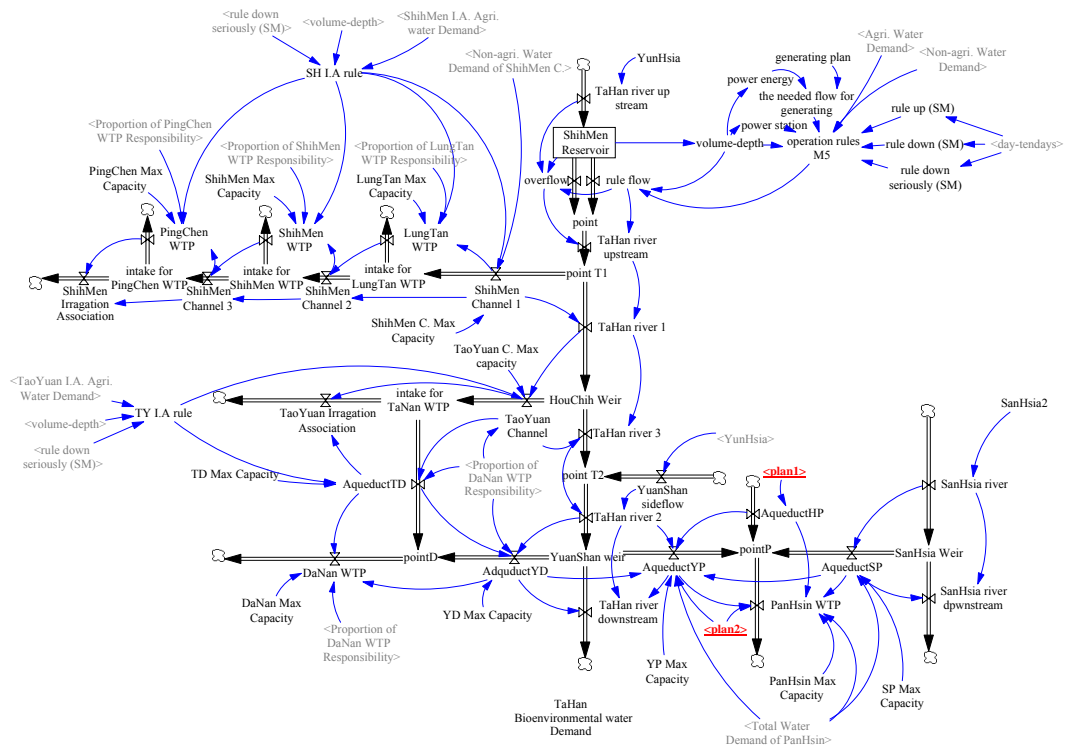 <rule down
seriously (SM)>
<volume-depth>
<ShihMen I.A. Agri.
water Demand>
<Non-agri. Water
Demand of ShihMen C.>
SH I.A rule
YunHsia
TaHan river up
stream
<Agri. Water
Demand>
<Non-agri. Water
Demand>
generating plan
power energy
the needed flow for
generating
power station
rule up (SM)
ShihMen
Reservoir
volume-depth
operation rules
M5
rule down (SM)
<day-tendays>
rule down
seriously (SM)
<Proportion of PingChen
WTP Responsibility>
<Proportion of ShihMen
WTP Responsibility>
<Proportion of LungTan
WTP Responsibility>
PingChen Max
Capacity
ShihMen Max
Capacity
LungTan Max
Capacity
overflow
rule flow
point
PingChen
WTP
ShihMen
WTP
LungTan
WTP
TaHan river
upstream
intake for
PingChen WTP
intake for
ShihMen WTP
intake for
LungTan WTP
point T1
ShihMen
Irragation
Association
ShihMen
Channel 3
ShihMen
Channel 2
ShihMen
Channel 1
ShihMen C. Max
Capacity
TaHan river 1
TaoYuan C. Max
capacity
<TaoYuan I.A. Agri.
Water Demand>
TY I.A rule
<volume-depth>
<rule down
seriously (SM)>
TaoYuan Irragation
Association
intake for
TaNan WTP
HouChih Weir
TaoYuan
Channel
TaHan river 3
SanHsia2
<YunHsia>
TD Max Capacity
AqueductTD
<Proportion of
DaNan WTP
Responsibility>
point T2
YuanShan
sideflow
<plan1>
SanHsia river
TaHan river 2
AqueductHP
pointD
YuanShan weir
pointP
SanHsia Weir
DaNan WTP
AdquductYD
AqueductYP
AqueductSP
DaNan Max
Capacity
YD Max Capacity
TaHan river
downstream
<plan2>
PanHsin WTP
SanHsia river
dpwnstream
<Proportion of
DaNan WTP
Responsibility>
YP Max
Capacity
PanHsin Max
Capacity
SP Max
Capacity
TaHan
Bioenvironmental water
Demand
<Total Water
Demand of PanHsin>